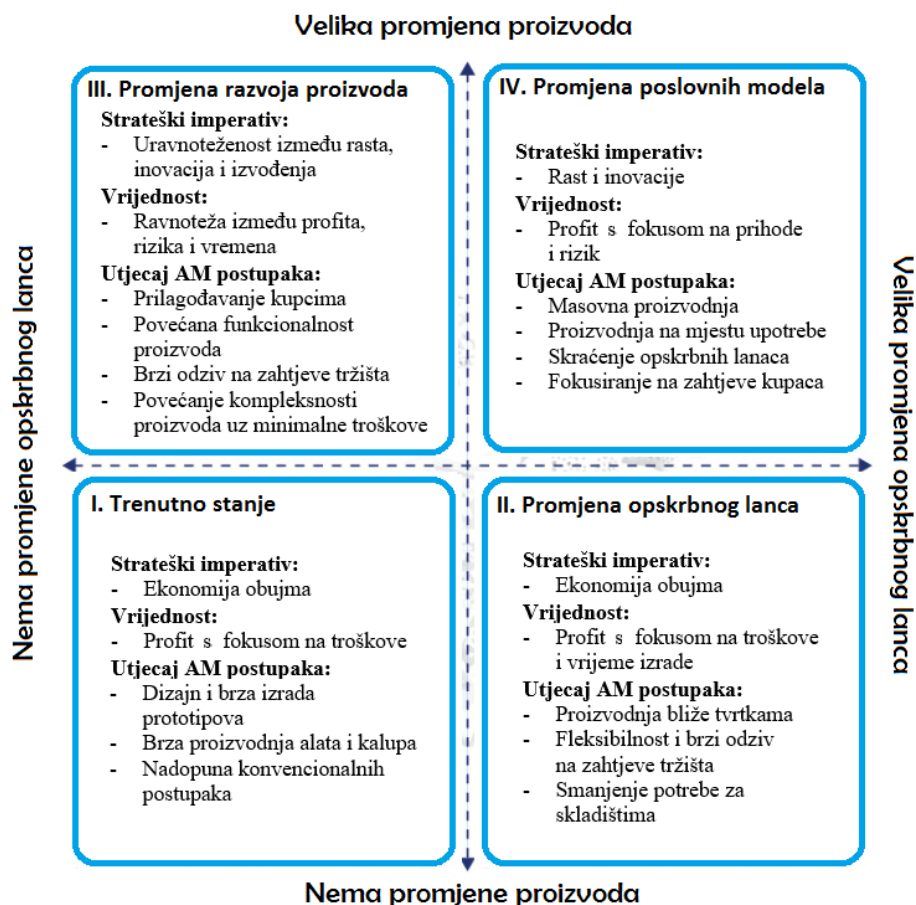 Velika promjena proizvoda
III. Promjena razvoja proizvoda
Strateški imperativ:
- Uravnoteženost između rasta,
inovacija i izvođenja
Vrijednost:
- Ravnoteža između profita,
rizika i vremena
Utjecaj AM postupaka:
- Prilagođavanje kupcima
- Povećana funkcionalnost
proizvoda
- Brzi odziv na zahtjeve tržišta
- Povećanje kompleksnosti
proizvoda uz minimalne troškove
IV. Promjena poslovnih modela
Strateški imperativ:
- Rast i inovacije
Vrijednost:
- Profit s fokusom na prihode
i rizik
Utjecaj AM postupaka:
- Masovna proizvodnja
- Proizvodnja na mjestu upotrebe
- Skraćenje opskrbnih lanaca
- Fokusiranje na zahtjeve kupaca
Nema promjene opskrbnog lanca
Velika promjena opskrbnog lanca
I. Trenutno stanje
Strateški imperativ:
- Ekonomija obujma
Vrijednost:
- Profit s fokusom na troškove
Utjecaj AM postupaka:
- Dizajn i brza izrada
prototipova
- Brza proizvodnja alata i kalupa
- Nadopuna konvencionalnih
postupaka
II. Promjena opskrbnog lanca
Strateški imperativ:
- Ekonomija obujma
Vrijednost:
- Profit s fokusom na troškove
i vrijeme izrade
Utjecaj AM postupaka:
- Proizvodnja bliže tvrtkama
- Fleksibilnost i brzi odziv
na zahtjeve tržišta
- Smanjenje potrebe za
skladištima
Nema promjene proizvoda